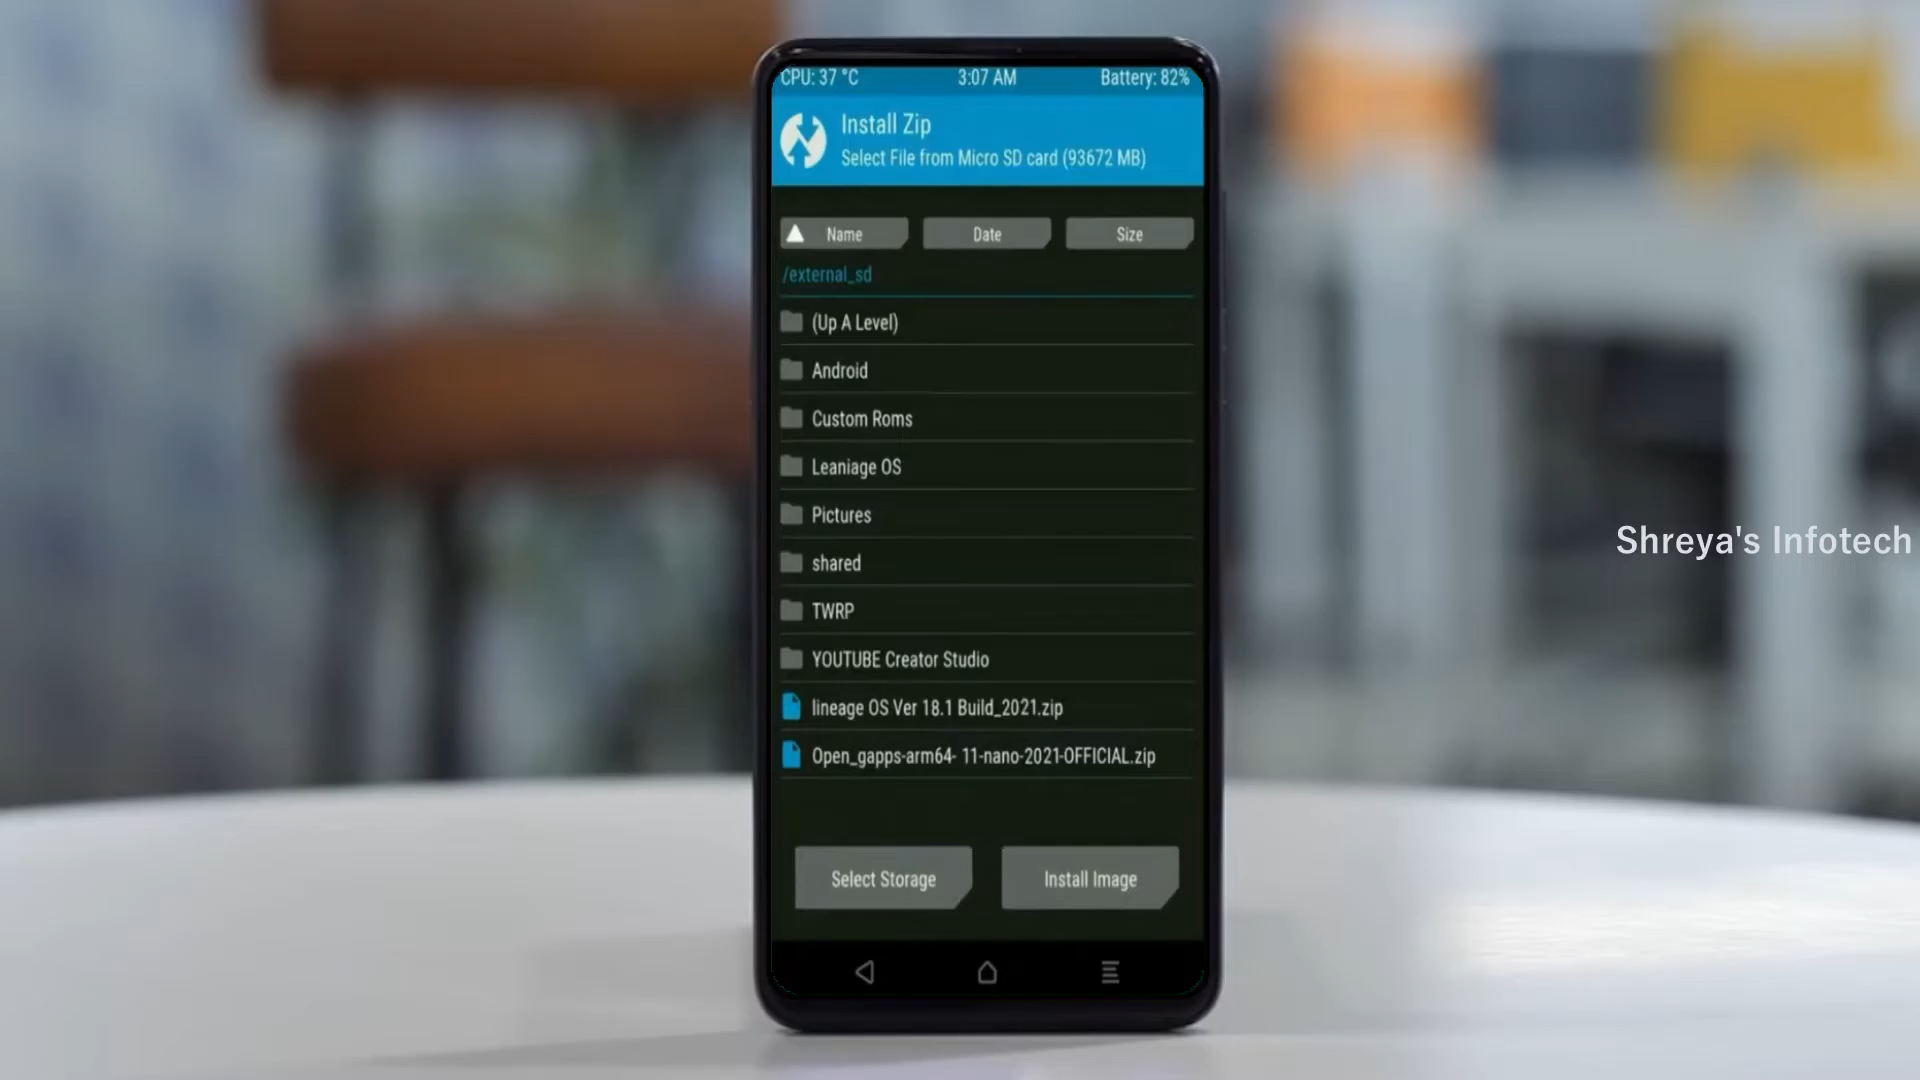 CPU: 37 °C 3:07 AM Battery: 82%
Install Zip
Select File from Micro SD card (93672 MB)
Name Date Size
/external_sd
(Up A Level)
Android
Custom Roms
Leaniage OS
Pictures
shared
TWRP
YOUTUBE Creator Studio
lineage OS Ver 18.1 Build_2021.zip
Open_gapps-arm64- 11-nano-2021-OFFICIAL.zip
Select Storage Install Image
Shreya's Infotech